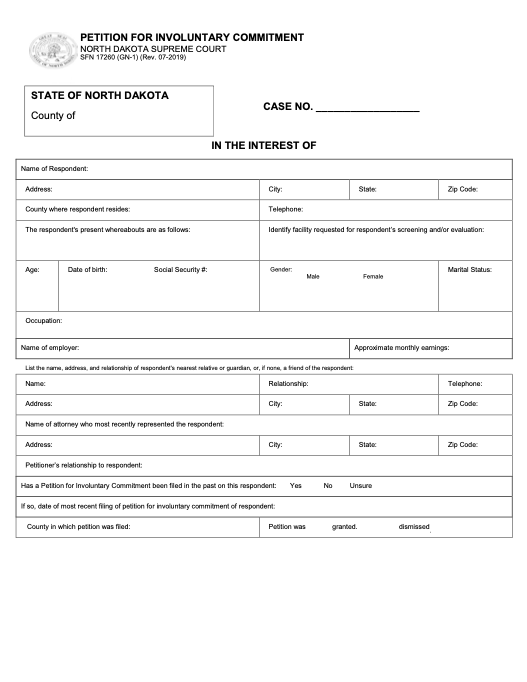 PETITION FOR INVOLUNTARY COMMITMENT
NORTH DAKOTA SUPREME COURT
SFN 17260 (GN-1) (Rev. 07-2019)
STATE OF NORTH DAKOTA
County of
CASE NO. ___________________
IN THE INTEREST OF
Name of Respondent:
Address: City: State: Zip Code:
County where respondent resides: Telephone:
The respondent's present whereabouts are as follows: Identify facility requested for respondent's screening and/or evaluation:
Age: Date of birth: Social Security #: Gender: Marital Status:
Male Female
Occupation:
Name of employer: Approximate monthly earnings:
List the name, address, and relationship of respondent's nearest relative or guardian, or, if none, a friend of the respondent:
Name: Relationship: Telephone:
Address: City: State: Zip Code:
Name of attorney who most recently represented the respondent:
Address: City: State: Zip Code:
Petitioner's relationship to respondent:
Has a Petition for Involuntary Commitment been filed in the past on this respondent: Yes No Unsure
If so, date of most recent filing of petition for involuntary commitment of respondent:
County in which petition was filed: Petition was granted. dismissed